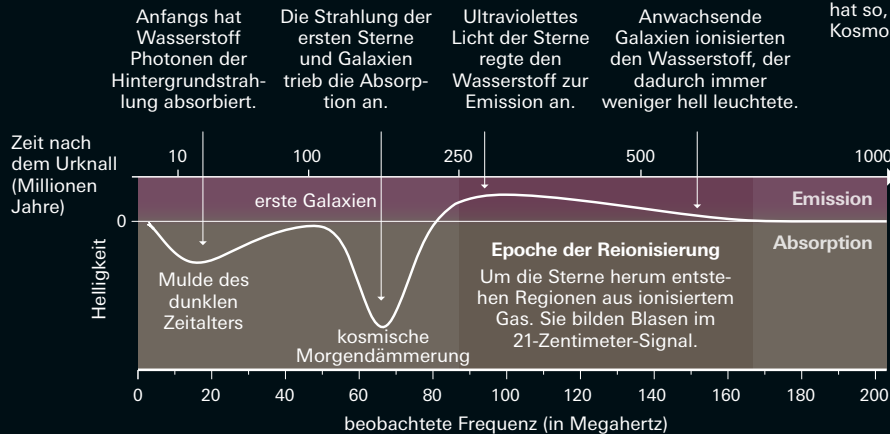 Anfangs hat
Wasserstoff
Photonen der
Hintergrundstrah-
lung absorbiert.
Die Strahlung der
ersten Sterne
und Galaxien
trieb die Absorp-
tion an.
Ultraviolettes
Licht der Sterne
regte den
Wasserstoff zur
Emission an.
Anwachsende
Galaxien ionisierten
den Wasserstoff, der
dadurch immer
weniger hell leuchtete.
hat so,
Kosmo
Zeit nach
dem Urknall
(Millionen
Jahre)
10 100 250 500 1000
erste Galaxien
Emission
0
Absorption
Helligkeit
Mulde des
dunklen
Zeitalters
kosmische
Morgendämmerung
Epoche der Reionisierung
Um die Sterne herum entste-
hen Regionen aus ionisiertem
Gas. Sie bilden Blasen im
21-Zentimeter-Signal.
0 20 40 60 80 100 120 140 160 180 200
beobachtete Frequenz (in Megahertz)